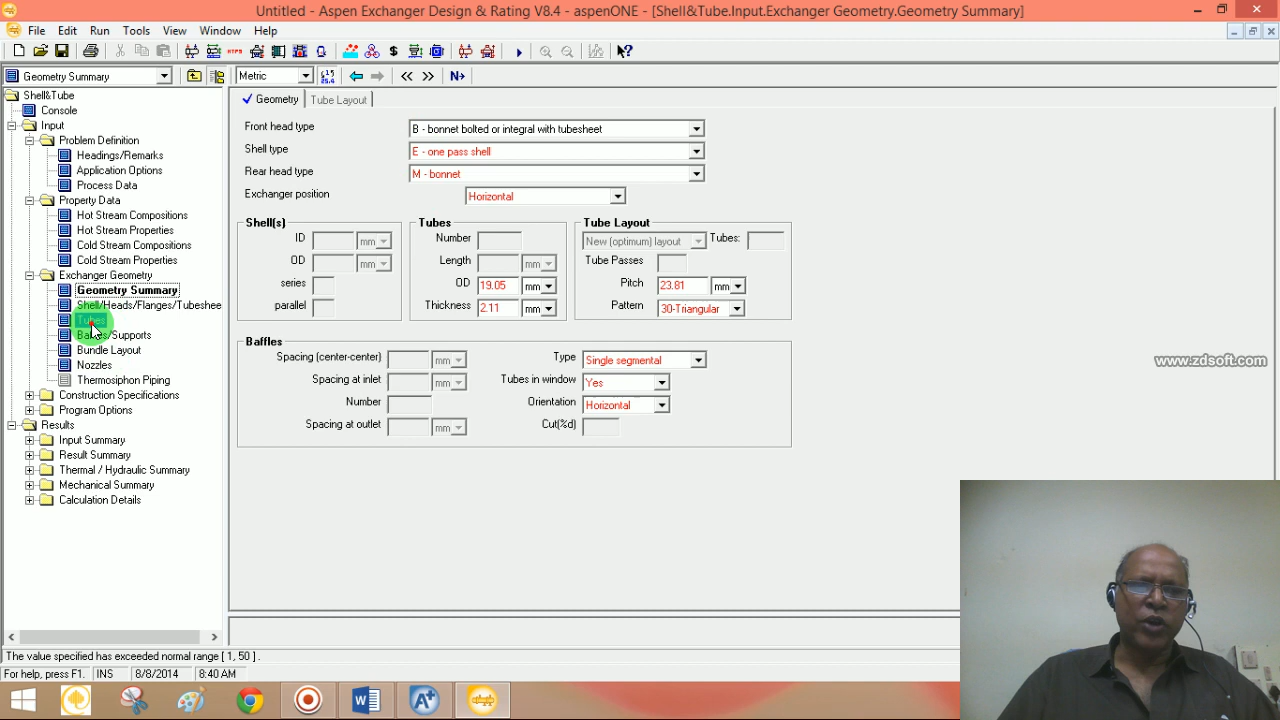 Untitled - Aspen Exchanger Design & Rating V8.4 - aspenONE - [Shell&Tube.Input.Exchanger Geometry.Geometry Summary]
File Edit Run Tools View Window Help
Geometry Summary
Metric
Shell&Tube
Console
Input
Problem Definition
Headings/Remarks
Application Options
Process Data
Property Data
Hot Stream Compositions
Hot Stream Properties
Cold Stream Compositions
Cold Stream Properties
Exchanger Geometry
Geometry Summary
Shell/Heads/Flanges/Tubeshee
Tubes
Baffles/Supports
Bundle Layout
Nozzles
Thermosiphon Piping
Construction Specifications
Program Options
Results
Input Summary
Result Summary
Thermal / Hydraulic Summary
Mechanical Summary
Calculation Details
Geometry Tube Layout
Front head type B - bonnet bolted or integral with tubesheet
Shell type E - one pass shell
Rear head type M - bonnet
Exchanger position Horizontal
Shell(s) Tubes Tube Layout
ID mm Number New (optimum) layout Tubes:
OD mm Length mm Tube Passes
series OD 19.05 mm Pitch 23.81 mm
parallel Thickness 2.11 mm Pattern 30-Triangular
Baffles
Spacing (center-center) mm Type Single segmental
Spacing at inlet mm Tubes in window Yes
Number Orientation Horizontal
Spacing at outlet mm Cut(%d)
www.zdsoft.com
The value specified has exceeded normal range [ 1, 50 ] .
For help, press F1. INS 8/8/2014 8:40 AM